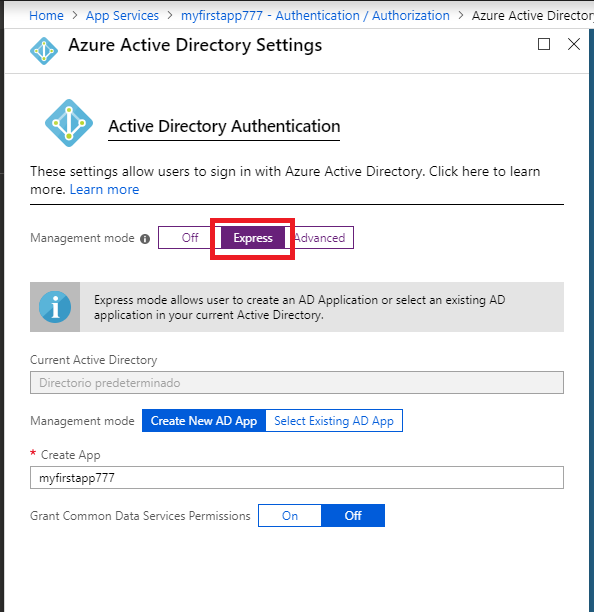 Home > App Services > myfirstapp777 - Authentication / Authorization > Azure Active Directory
Azure Active Directory Settings
Active Directory Authentication
These settings allow users to sign in with Azure Active Directory. Click here to learn
more. Learn more
Management mode Off Express Advanced
Express mode allows user to create an AD Application or select an existing AD
application in your current Active Directory.
Current Active Directory
Directorio predeterminado
Management mode Create New AD App Select Existing AD App
* Create App
myfirstapp777
Grant Common Data Services Permissions On Off